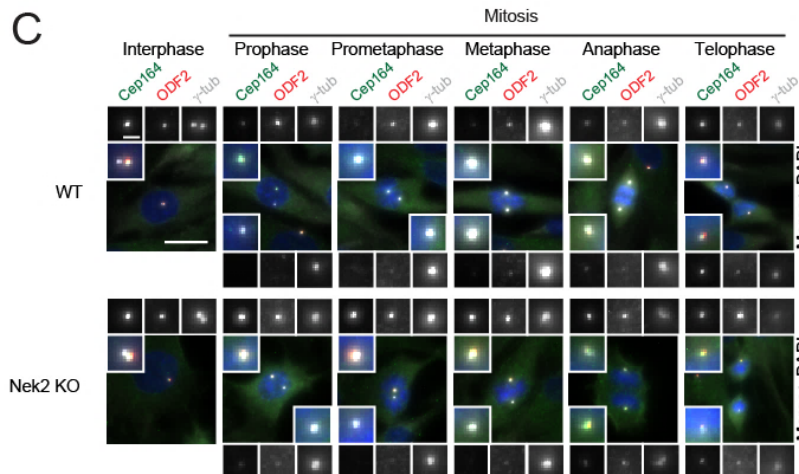 C
Mitosis
Interphase Prophase Prometaphase Metaphase Anaphase Telophase
Cep164 ODF2 γ-tub Cep164 ODF2 γ-tub Cep164 ODF2 γ-tub Cep164 ODF2 γ-tub Cep164 ODF2 γ-tub Cep164 ODF2 γ-tub
WT
Nek2 KO